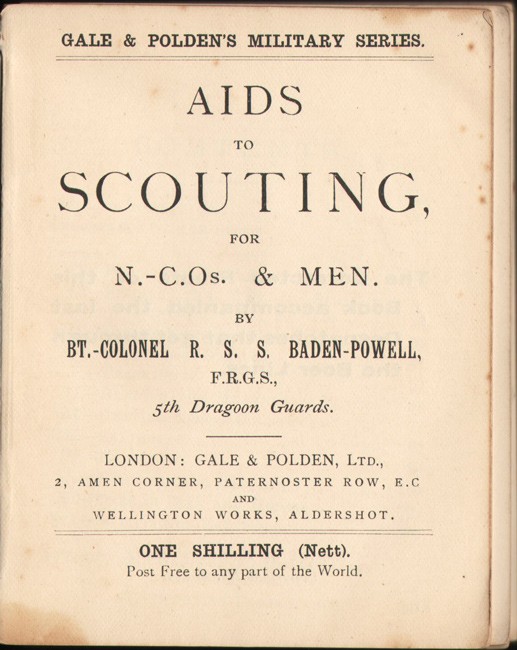 GALE & POLDEN'S MILITARY SERIES.
AIDS
TO
SCOUTING,
FOR
N.-C.Os. & MEN.
BY
BT.-COLONEL R. S. S. BADEN-POWELL,
F.R.G.S.,
5th Dragoon Guards.
LONDON: GALE & POLDEN, LTD.,
2, AMEN CORNER, PATERNOSTER ROW, E.C
AND
WELLINGTON WORKS, ALDERSHOT.
ONE SHILLING (Nett).
Post Free to any part of the World.